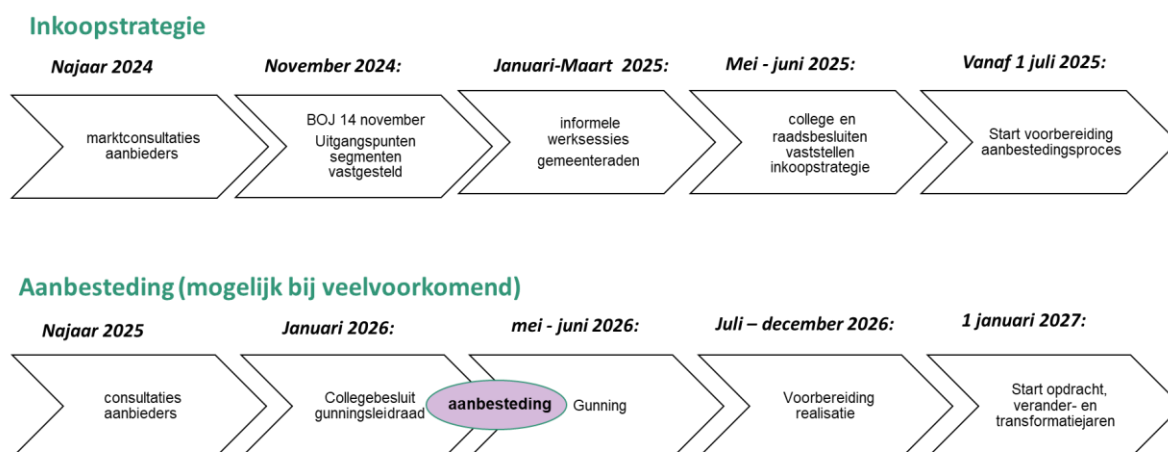 Inkoopstrategie
Najaar 2024
November 2024:
Januari-Maart 2025:
Mei - juni 2025:
Vanaf 1 juli 2025:
marktconsultaties
aanbieders
BOJ 14 november
Uitgangspunten
segmenten
vastgesteld
informele
werksessies
gemeenteraden
college en
raadsbesluiten
vaststellen
inkoopstrategie
Start voorbereiding
aanbestedingsproces
Aanbesteding (mogelijk bij veelvoorkomend)
Najaar 2025
Januari 2026:
mei - juni 2026:
Juli – december 2026:
1 januari 2027:
consultaties
aanbieders
Collegebesluit
gunningsleidraad
aanbesteding
Gunning
Voorbereiding
realisatie
Start opdracht,
verander- en
transformatiejaren